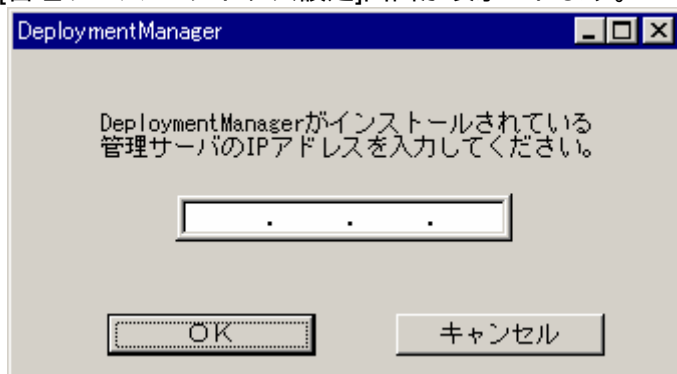 DeploymentManager
DeploymentManagerがインストールされている
管理サーバのIPアドレスを入力してください。
. . .
OK
キャンセル